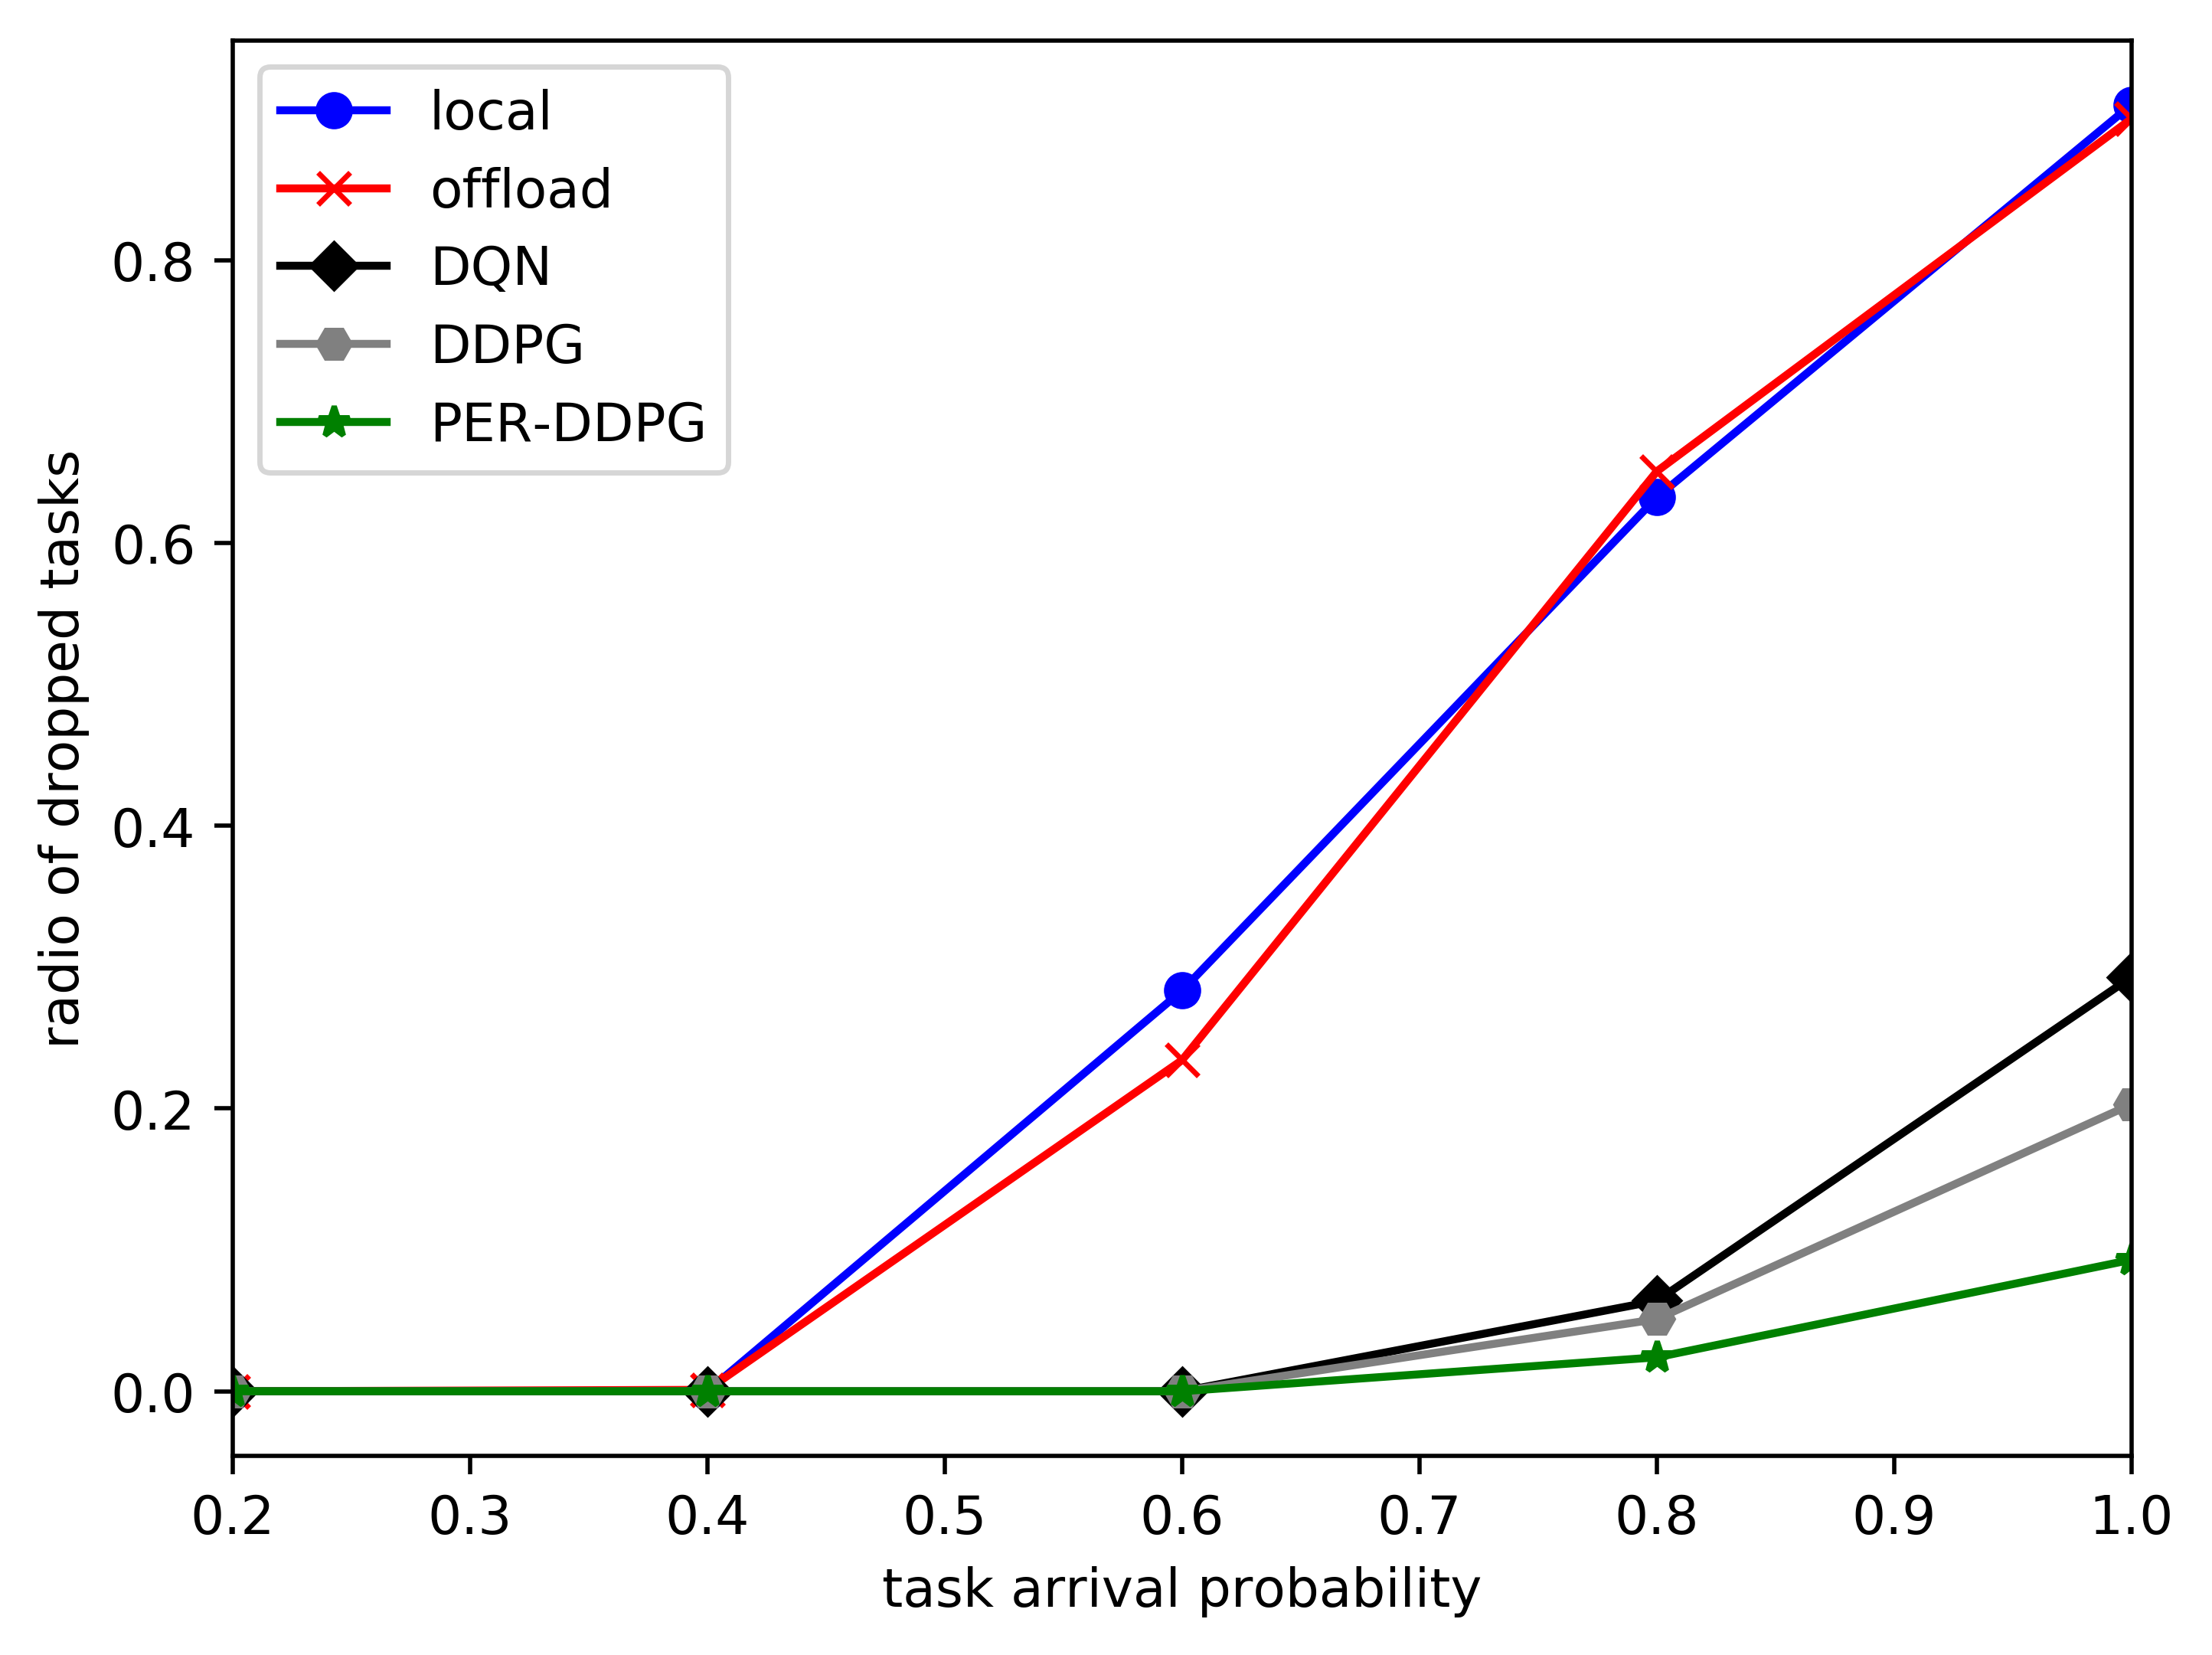 local
offload
DQN
DDPG
PER-DDPG
radio of dropped tasks
0.8
0.6
0.4
0.2
0.0
0.2 0.3 0.4 0.5 0.6 0.7 0.8 0.9 1.0
task arrival probability